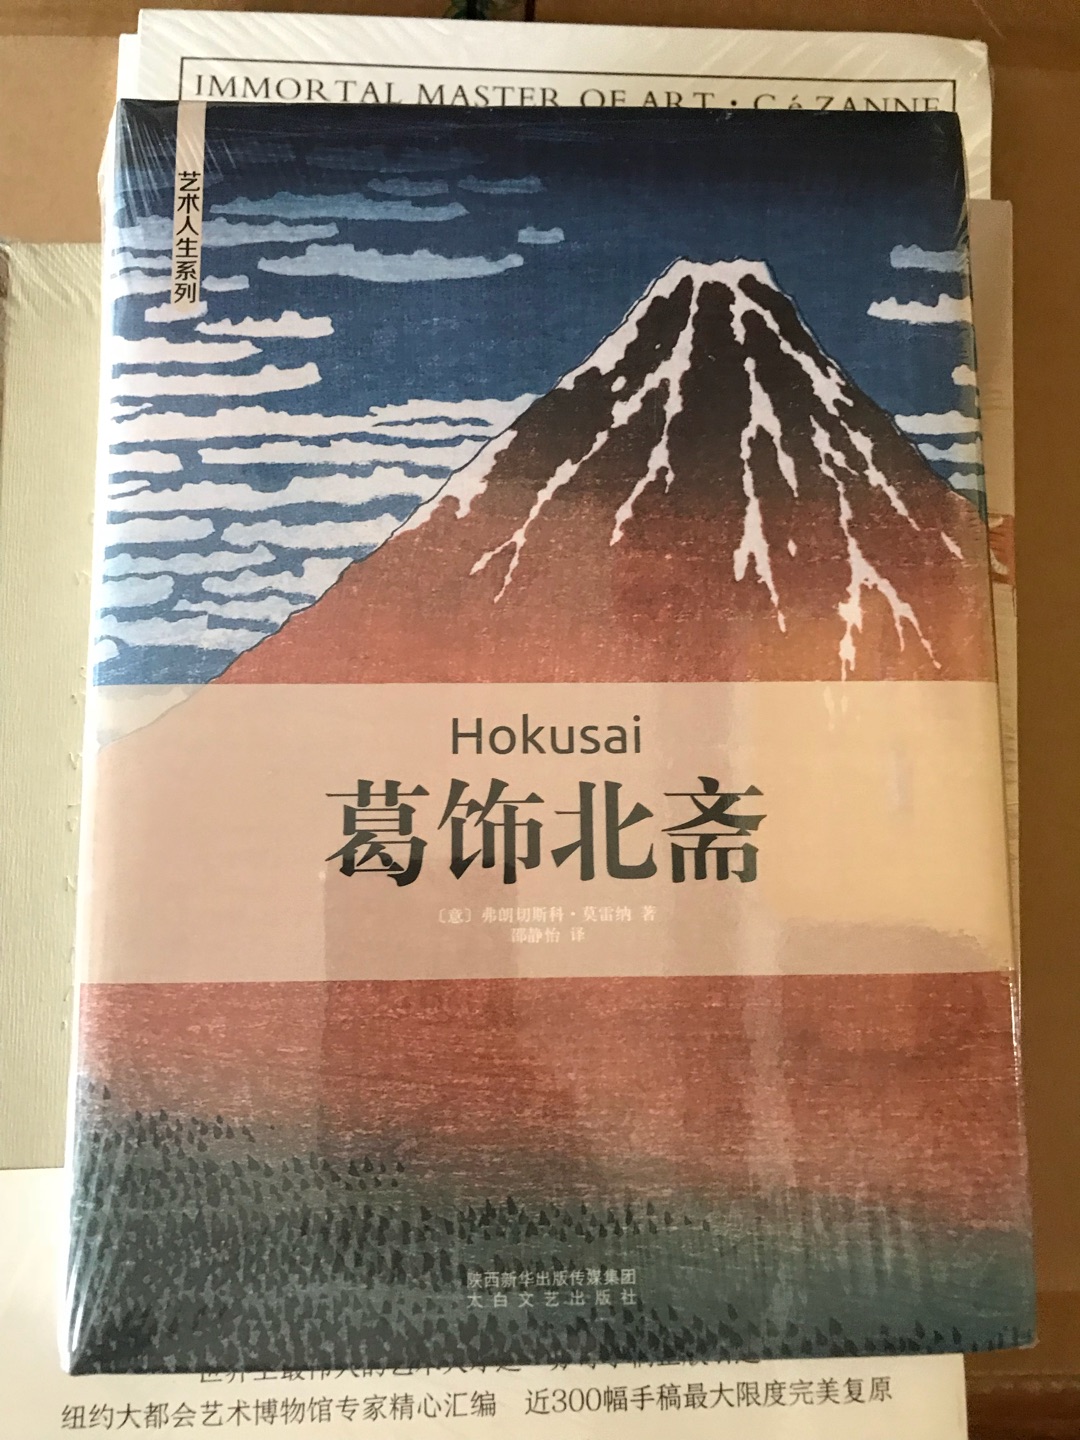 IMMORTAL MASTER OF ART · CéZANNE
艺术人生系列
Hokusai
葛饰北斋
〔意〕弗朗切斯科·莫雷纳 著
邵静怡 译
陕西新华出版传媒集团
太白文艺出版社
纽约大都会艺术博物馆专家精心汇编 近300幅手稿最大限度完美复原